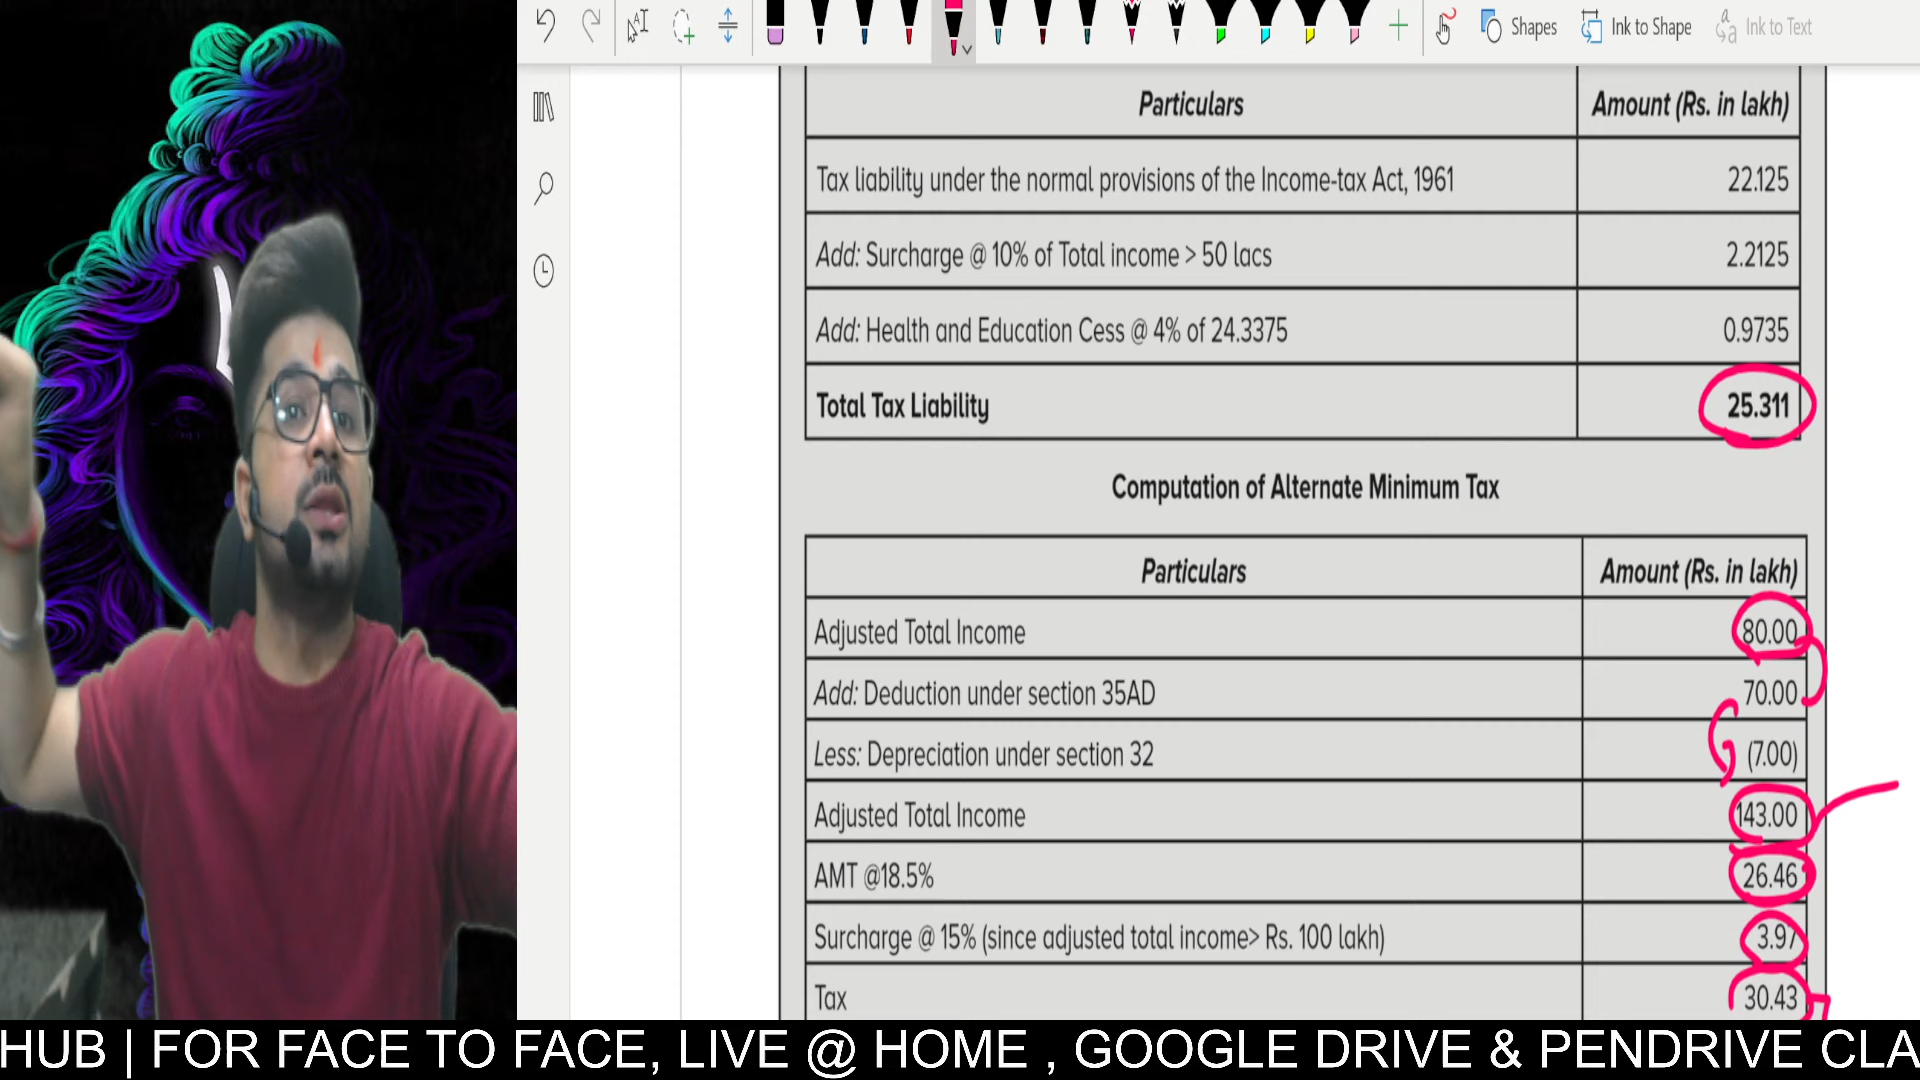 Shapes
Ink to Shape
Ink to Text
Particulars
Amount (Rs. in lakh)
Tax liability under the normal provisions of the Income-tax Act, 1961
22.125
Add: Surcharge @ 10% of Total income > 50 lacs
2.2125
Add: Health and Education Cess @ 4% of 24.3375
0.9735
Total Tax Liability
25.311
Computation of Alternate Minimum Tax
Particulars
Amount (Rs. in lakh)
Adjusted Total Income
80.00
Add: Deduction under section 35AD
70.00
Less: Depreciation under section 32
(7.00)
Adjusted Total Income
143.00
AMT @18.5%
26.46
Surcharge @ 15% (since adjusted total income> Rs. 100 lakh)
3.97
Tax
30.43
HUB | FOR FACE TO FACE, LIVE @ HOME , GOOGLE DRIVE & PENDRIVE CLA